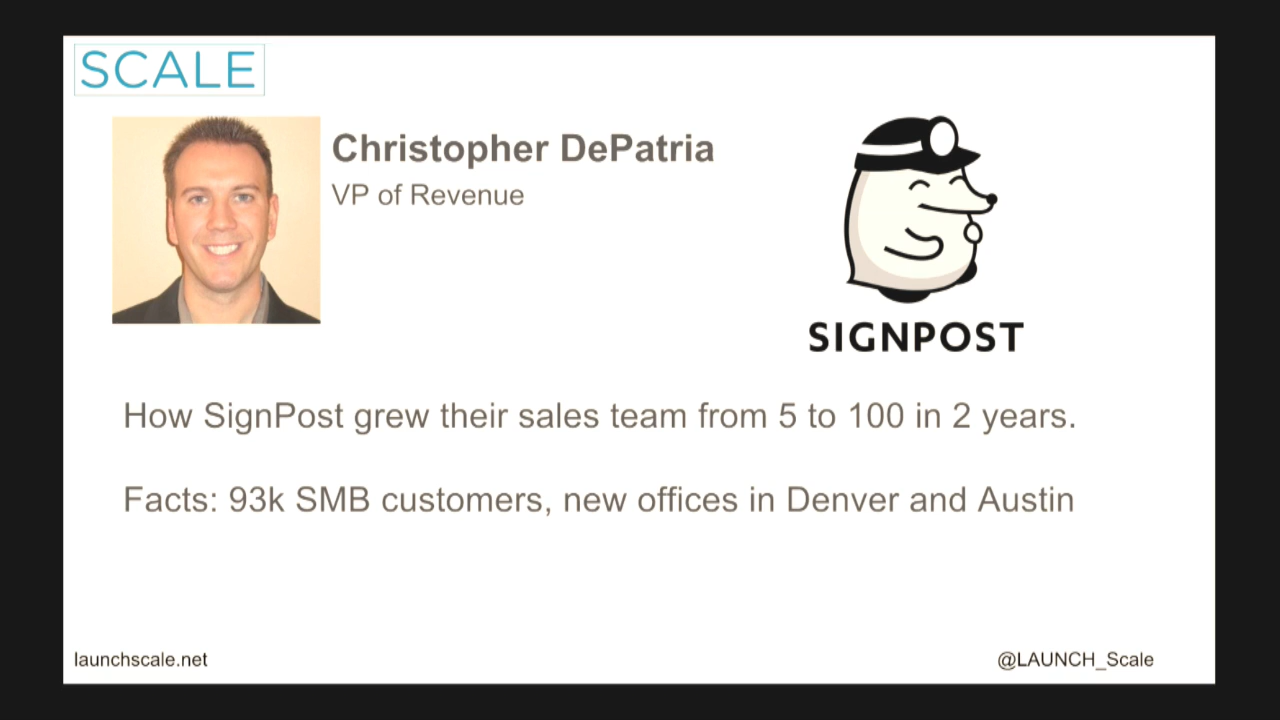 SCALE
Christopher DePatria
VP of Revenue
SIGNPOST
How SignPost grew their sales team from 5 to 100 in 2 years.
Facts: 93k SMB customers, new offices in Denver and Austin
launchscale.net
@LAUNCH_Scale